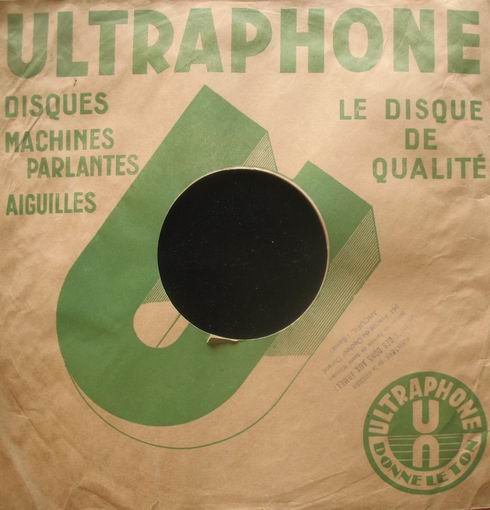 ULTRAPHONE
DISQUES
MACHINES
PARLANTES
AIGUILLES
LE DISQUE
DE
QUALITÉ
ULTRAPHONE
U
DONNE LE TON